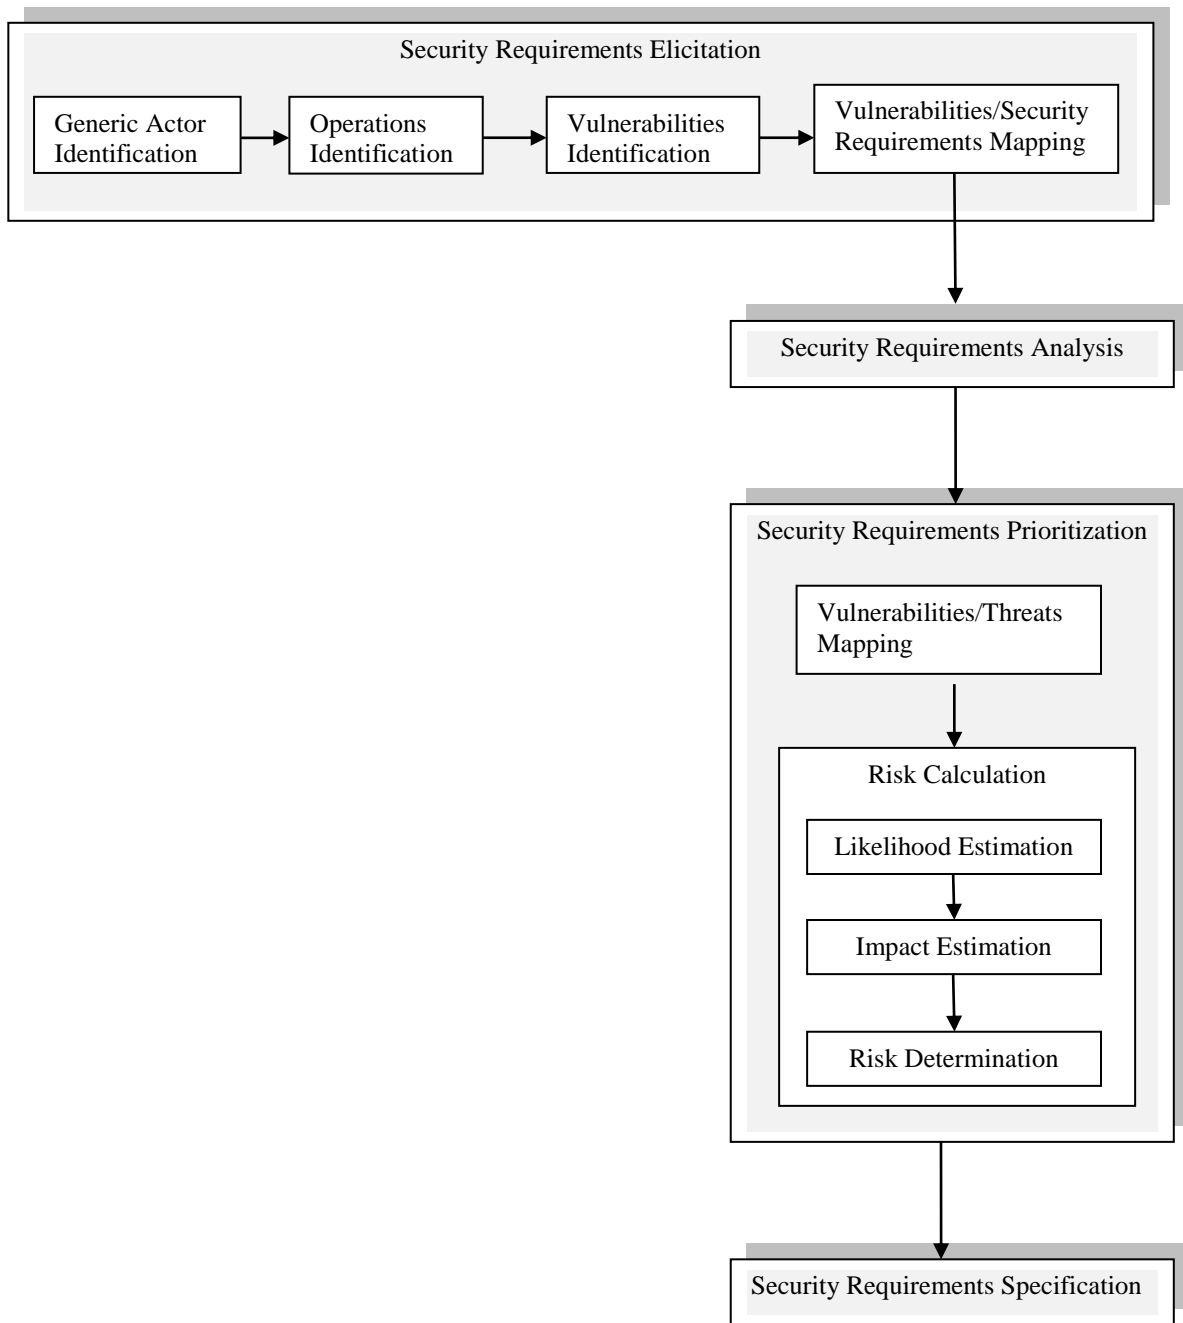 Security Requirements Elicitation
Generic Actor
Identification
Operations
Identification
Vulnerabilities
Identification
Vulnerabilities/Security
Requirements Mapping
Security Requirements Analysis
Security Requirements Prioritization
Vulnerabilities/Threats
Mapping
Risk Calculation
Likelihood Estimation
Impact Estimation
Risk Determination
Security Requirements Specification